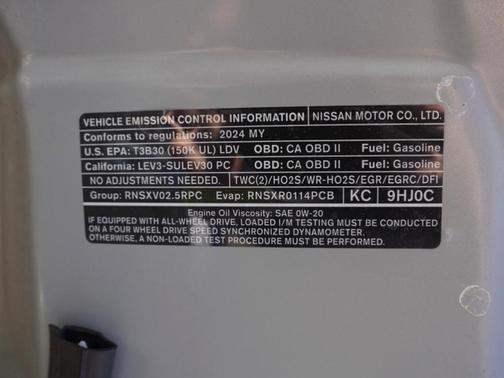 VEHICLE EMISSION CONTROL INFORMATION NISSAN MOTOR CO., LTD.
Conforms to regulations: 2024 MY
U.S. EPA: T3B30 (150K UL) LDV OBD: CA OBD II Fuel: Gasoline
California: LEV3-SULEV30 PC OBD: CA OBD II Fuel: Gasoline
NO ADJUSTMENTS NEEDED. TWC(2)/HO2S/WR-HO2S/EGR/EGRC/DFI
Group: RNSXV02.5RPC Evap: RNSXR0114PCB KC 9HJ0C
Engine Oil Viscosity: SAE 0W-20
IF EQUIPPED WITH ALL-WHEEL DRIVE, LOADED I/M TESTING MUST BE CONDUCTED
ON A FOUR WHEEL DRIVE SPEED SYNCHRONIZED DYNAMOMETER.
OTHERWISE, A NON-LOADED TEST PROCEDURE MUST BE PERFORMED.